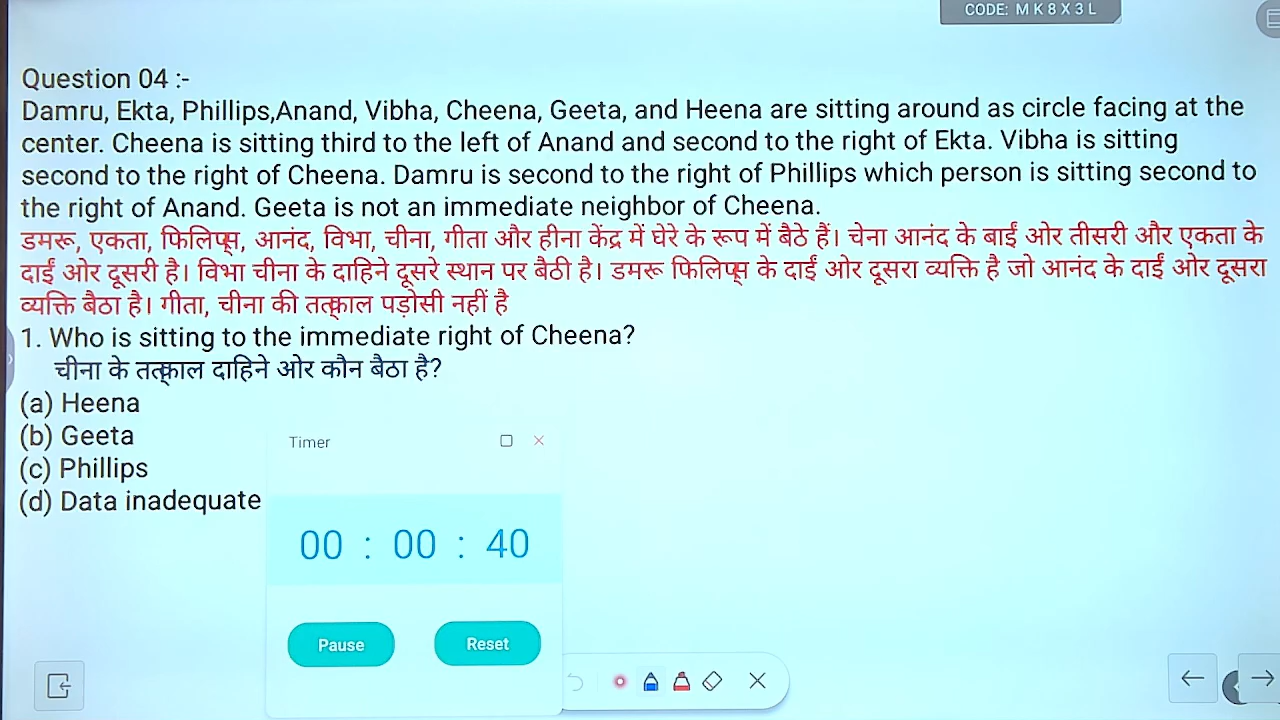 CODE: M K 8 X 3 L
Question 04 :-
Damru, Ekta, Phillips,Anand, Vibha, Cheena, Geeta, and Heena are sitting around as circle facing at the
center. Cheena is sitting third to the left of Anand and second to the right of Ekta. Vibha is sitting
second to the right of Cheena. Damru is second to the right of Phillips which person is sitting second to
the right of Anand. Geeta is not an immediate neighbor of Cheena.
डमरू, एकता, फिलिप्स, आनंद, विभा, चीना, गीता और हीना केंद्र में घेरे के रूप में बैठे हैं। चेना आनंद के बाईं ओर तीसरी और एकता के
दाईं ओर दूसरी है। विभा चीना के दाहिने दूसरे स्थान पर बैठी है। डमरू फिलिप्स के दाईं ओर दूसरा व्यक्ति है जो आनंद के दाईं ओर दूसरा
व्यक्ति बैठा है। गीता, चीना की तत्काल पड़ोसी नहीं है
1. Who is sitting to the immediate right of Cheena?
चीना के तत्काल दाहिने ओर कौन बैठा है?
(a) Heena
(b) Geeta
(c) Phillips
(d) Data inadequate
Timer
00 : 00 : 40
Pause Reset